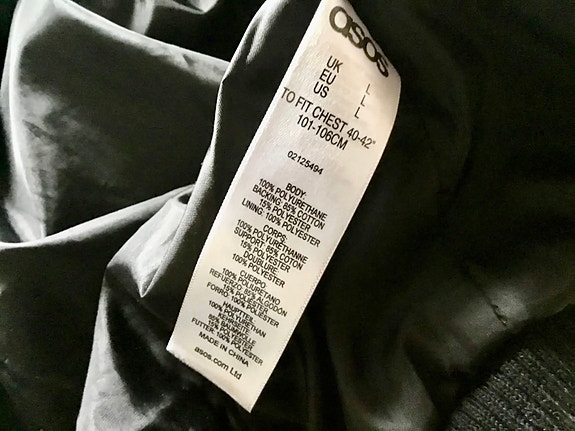 asos
UK L
EU L
US L
TO FIT CHEST 40-42"
101-106CM
02125494
BODY:
100% POLYURETHANE
BACKING: 85% COTTON
15% POLYESTER
LINING: 100% POLYESTER
CORPS:
100% POLYURÉTHANNE
SUPPORT: 85% COTON
15% POLYESTER
DOUBLURE:
100% POLYESTER
CUERPO:
100% POLIURETANO
REFUERZO: 85% ALGODÓN
15% POLIÉSTER
FORRO: 100% POLIÉSTER
HAUPTTEIL:
100% POLYURETHAN
KEHRSEITE:
85% BAUMWOLLE
15% POLYESTER
FUTTER: 100% POLYESTER
MADE IN CHINA
asos.com Ltd